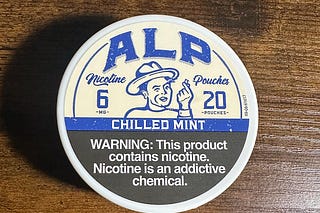 ALP
Nicotine Pouches
6 20
-MG- -POUCHES-
CHILLED MINT
WARNING: This product
contains nicotine.
Nicotine is an addictive
chemical.